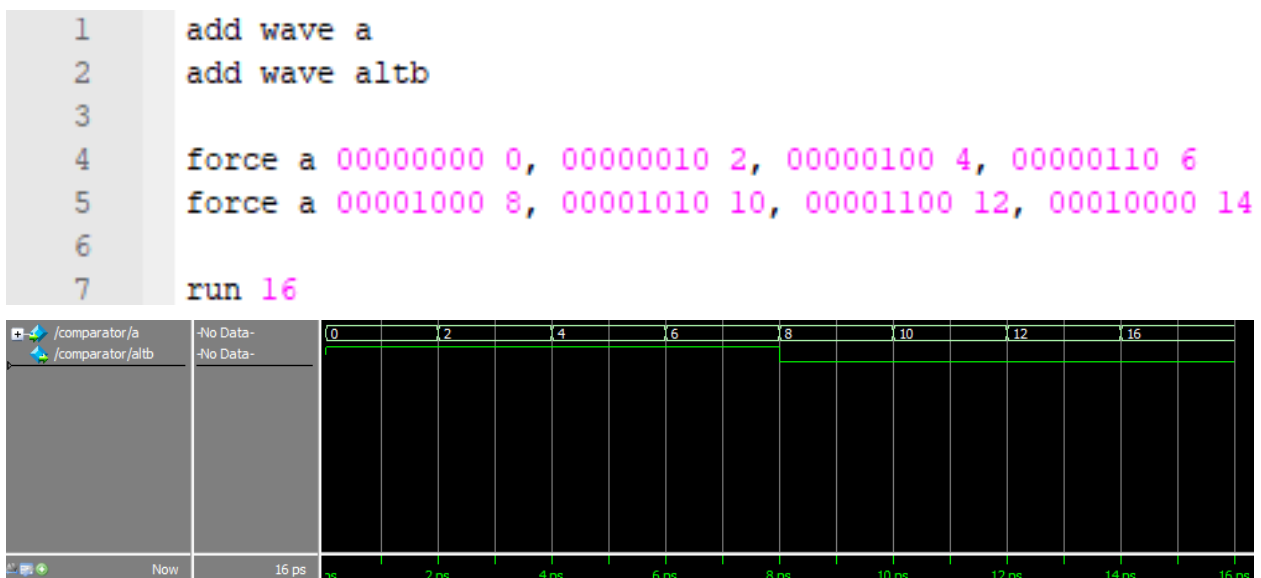 1 add wave a
2 add wave altb
3
4 force a 00000000 0, 00000010 2, 00000100 4, 00000110 6
5 force a 00001000 8, 00001010 10, 00001100 12, 00010000 14
6
7 run 16
/comparator/a -No Data- 0 2 4 6 8 10 12 16
/comparator/altb -No Data-
Now 16 ps ps 2 ps 4 ps 6 ps 8 ps 10 ps 12 ps 14 ps 16 ps